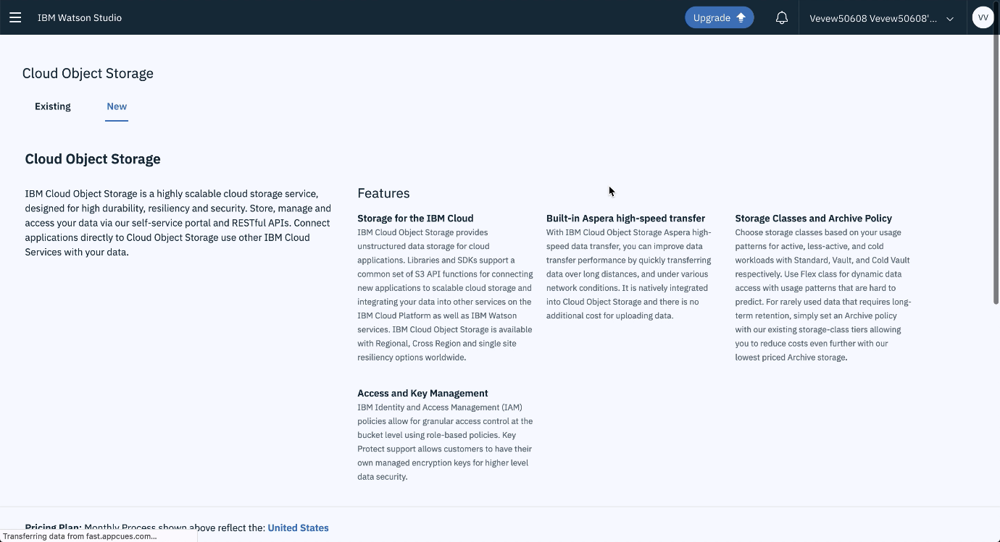 IBM Watson Studio
Upgrade
Vevew50608 Vevew50608'...
VV
Cloud Object Storage
Existing
New
Cloud Object Storage
IBM Cloud Object Storage is a highly scalable cloud storage service,
designed for high durability, resiliency and security. Store, manage and
access your data via our self-service portal and RESTful APIs. Connect
applications directly to Cloud Object Storage use other IBM Cloud
Services with your data.
Features
Storage for the IBM Cloud
IBM Cloud Object Storage provides
unstructured data storage for cloud
applications. Libraries and SDKs support a
common set of S3 API functions for connecting
new applications to scalable cloud storage and
integrating your data into other services on the
IBM Cloud Platform as well as IBM Watson
services. IBM Cloud Object Storage is available
with Regional, Cross Region and single site
resiliency options worldwide.
Built-in Aspera high-speed transfer
With IBM Cloud Object Storage Aspera high-
speed data transfer, you can improve data
transfer performance by quickly transferring
data over long distances, and under various
network conditions. It is natively integrated
into Cloud Object Storage and there is no
additional cost for uploading data.
Storage Classes and Archive Policy
Choose storage classes based on your usage
patterns for active, less-active, and cold
workloads with Standard, Vault, and Cold Vault
respectively. Use Flex class for dynamic data
access with usage patterns that are hard to
predict. For rarely used data that requires long-
term retention, simply set an Archive policy
with our existing storage-class tiers allowing
you to reduce costs even further with our
lowest priced Archive storage.
Access and Key Management
IBM Identity and Access Management (IAM)
policies allow for granular access control at the
bucket level using role-based policies. Key
Protect support allows customers to have their
own managed encryption keys for higher level
data security.
Pricing Plan: Monthly Process shown above reflect the: United States
Transferring data from fast.appcues.com...